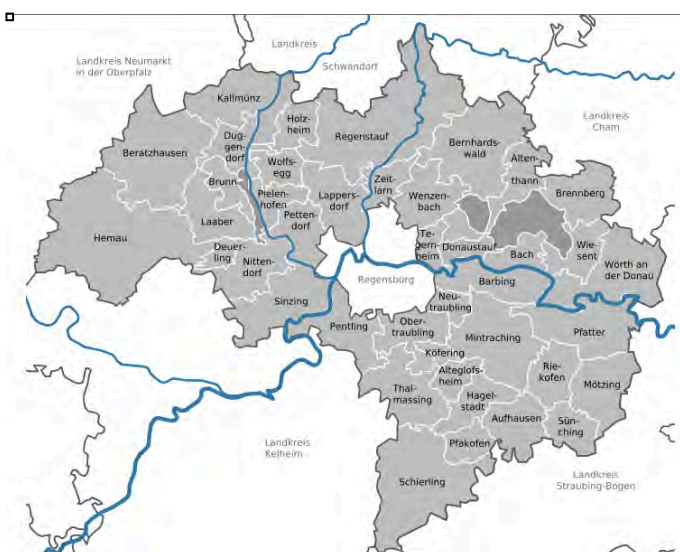 Landkreis
Landkreis Neumarkt
in der Oberpfalz
Schwandorf
Kallmünz
Holz-
heim
Regenstauf
Landkreis
Cham
Dug-
gen-
dorf
Beratzhausen
Bernhards-
wald
Alten-
thann
Wolfs-
egg
Zeit-
larn
Brunn
Pielen-
hofen
Lappers-
dorf
Wenzen-
bach
Brennberg
Laaber
Petten-
dorf
Hemau
Deuer-
ling
Nitten-
dorf
Te-
gern-
heim
Donaustauf
Bach
Wie-
sent
Wörth an
der Donau
Regensbürg
Barbing
Sinzing
Neu-
traubling
Pentling
Ober-
traubling
Mintraching
Pfatter
Köfering
Alteglofs-
heim
Rie-
kofen
Mötzing
Thal-
massing
Hagel-
stadt
Aufhausen
Sün-
ching
Pfakofen
Landkreis
Kelheim
Schierling
Landkreis
Straubing-Bogen